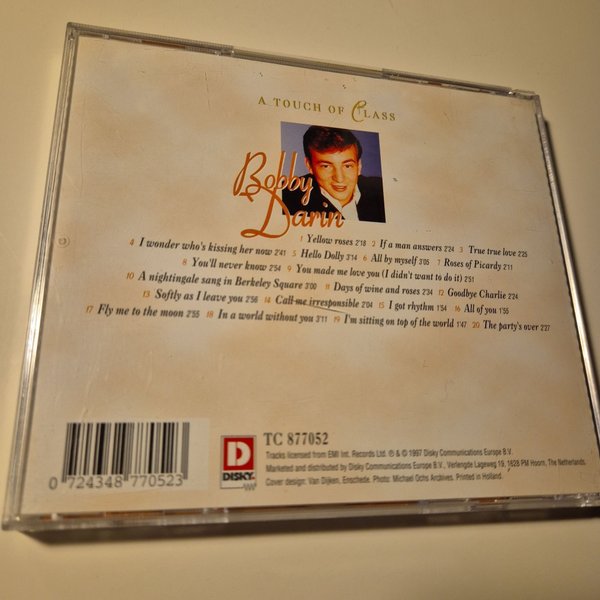 A TOUCH OF CLASS
Bobby
Darin
1 Yellow roses 2'18 2 If a man answers 2'24 3 True true love 2'25
4 I wonder who's kissing her now 2'41 5 Hello Dolly 3'14 6 All by myself 3'05 7 Roses of Picardy 2'11
8 You'll never know 2'54 9 You made me love you (I didn't want to do it) 2'51
10 A nightingale sang in Berkeley Square 3'00 11 Days of wine and roses 2'34 12 Goodbye Charlie 2'24
13 Softly as I leave you 2'56 14 Call me irresponsible 2'04 15 I got rhythm 1'54 16 All of you 1'55
17 Fly me to the moon 2'55 18 In a world without you 3'11 19 I'm sitting on top of the world 1'47 20 The party's over 2'27
0 724348 770523
D
DISKY
TC 877052
Tracks licensed from EMI Int. Records Ltd. ℗ & © 1997 Disky Communications Europe B.V.
Marketed and distributed by Disky Communications Europe B.V., Verlengde Lageweg 19, 1628 PM Hoorn, The Netherlands.
Cover design: Van Dijken, Enschede. Photo: Michael Ochs Archives. Printed in Holland.